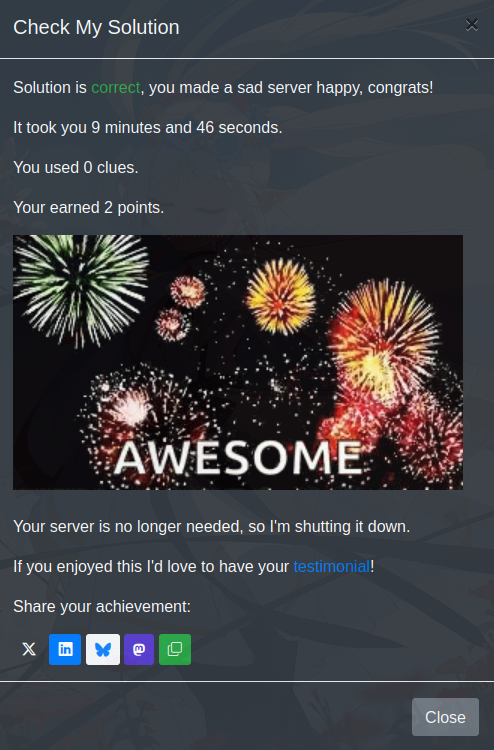 Check My Solution
×
Solution is correct, you made a sad server happy, congrats!
It took you 9 minutes and 46 seconds.
You used 0 clues.
Your earned 2 points.
AWESOME
Your server is no longer needed, so I'm shutting it down.
If you enjoyed this I'd love to have your testimonial!
Share your achievement:
Close